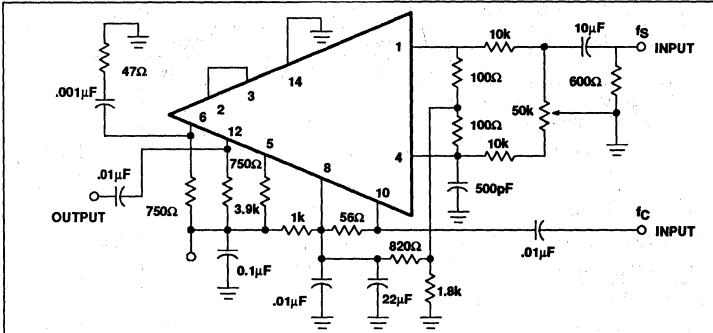 10µF
fS
10k
INPUT
1
47Ω
14
100Ω
600Ω
.001µF
3
2
50k
6
100Ω
12
10k
5
4
750Ω
.01µF
8
500pF
10
750Ω
3.9k
OUTPUT
1k
56Ω
fC
INPUT
820Ω
.01µF
0.1µF
.01µF
22µF
1.8k